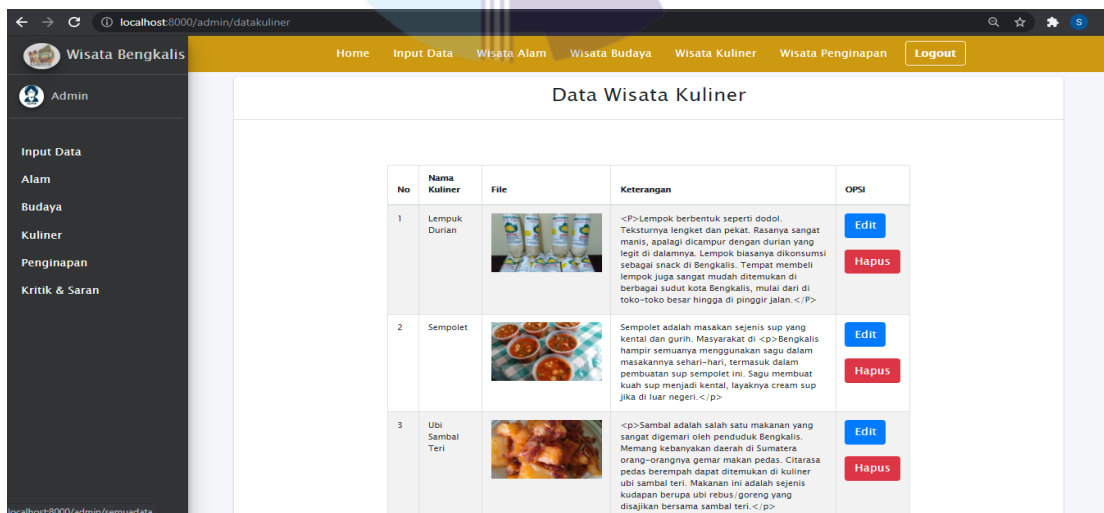 localhost:8000/admin/datakuliner
S
Wisata Bengkalis
Home Input Data Wisata Alam Wisata Budaya Wisata Kuliner Wisata Penginapan Logout
Admin
Input Data
Alam
Budaya
Kuliner
Penginapan
Kritik & Saran
Data Wisata Kuliner
No Nama Kuliner File Keterangan OPSI
1 Lempuk Durian
<P>Lempok berbentuk seperti dodol.
Teksturnya lengket dan pekat. Rasanya sangat
manis, apalagi dicampur dengan durian yang
legit di dalamnya. Lempok biasanya dikonsumsi
sebagai snack di Bengkalis. Tempat membeli
lempok juga sangat mudah ditemukan di
berbagai sudut kota Bengkalis, mulai dari di
toko-toko besar hingga di pinggir jalan.</P>
Edit
Hapus
2 Sempolet
Sempolet adalah masakan sejenis sup yang
kental dan gurih. Masyarakat di <p>Bengkalis
hampir semuanya menggunakan sagu dalam
masakannya sehari-hari, termasuk dalam
pembuatan sup sempolet ini. Sagu membuat
kuah sup menjadi kental, layaknya cream sup
jika di luar negeri.</p>
Edit
Hapus
3 Ubi Sambal Teri
<p>Sambal adalah salah satu makanan yang
sangat digemari oleh penduduk Bengkalis.
Memang kebanyakan daerah di Sumatera
orang-orangnya gemar makan pedas. Citarasa
pedas berempah dapat ditemukan di kuliner
ubi sambal teri. Makanan ini adalah sejenis
kudapan berupa ubi rebus/goreng yang
disajikan bersama sambal teri.</p>
Edit
Hapus
localhost:8000/admin/semuadata